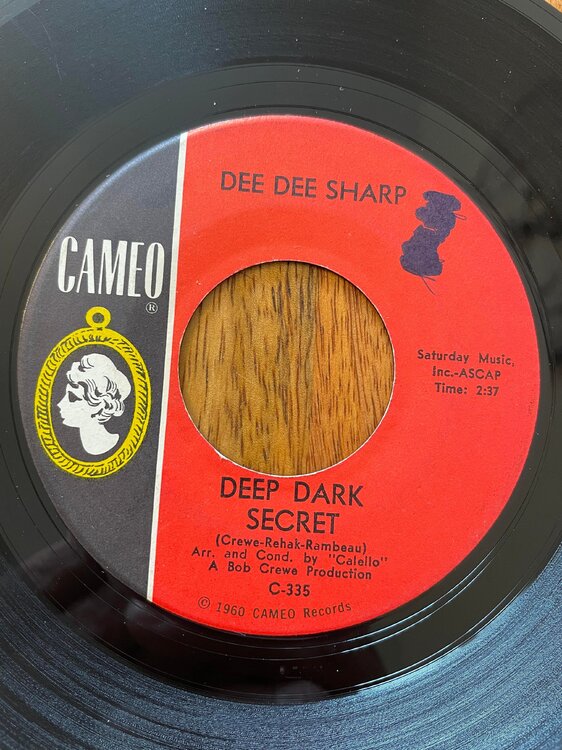 DEE DEE SHARP
CAMEO
®
Saturday Music,
Inc.-ASCAP
Time: 2:37
DEEP DARK
SECRET
(Crewe-Rehak-Rambeau)
Arr. and Cond. by "Calello"
A Bob Crewe Production
C-335
© 1960 CAMEO Records